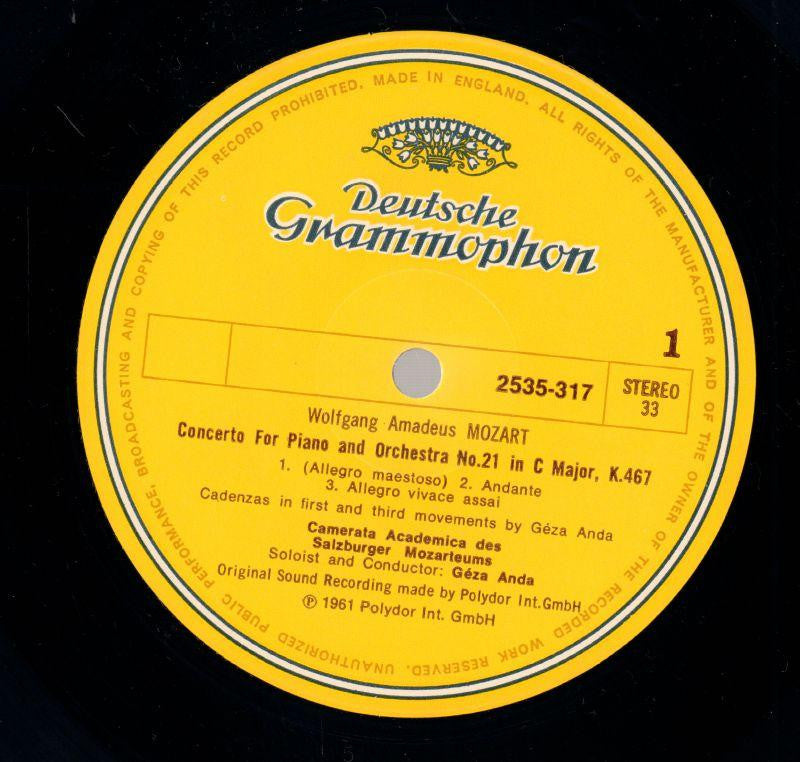 Deutsche
Grammophon
1
2535-317
STEREO
33
Wolfgang Amadeus MOZART
Concerto For Piano and Orchestra No.21 in C Major, K.467
1. (Allegro maestoso) 2. Andante
3. Allegro vivace assai
Cadenzas in first and third movements by Géza Anda
Camerata Academica des
Salzburger Mozarteums
Soloist and Conductor: Géza Anda
Original Sound Recording made by Polydor Int.GmbH
℗ 1961 Polydor Int. GmbH
MADE IN ENGLAND. ALL RIGHTS OF THE MANUFACTURER AND OF THE OWNER OF THE RECORDED WORK RESERVED. UNAUTHORIZED PUBLIC PERFORMANCE, BROADCASTING AND COPYING OF THIS RECORD PROHIBITED.